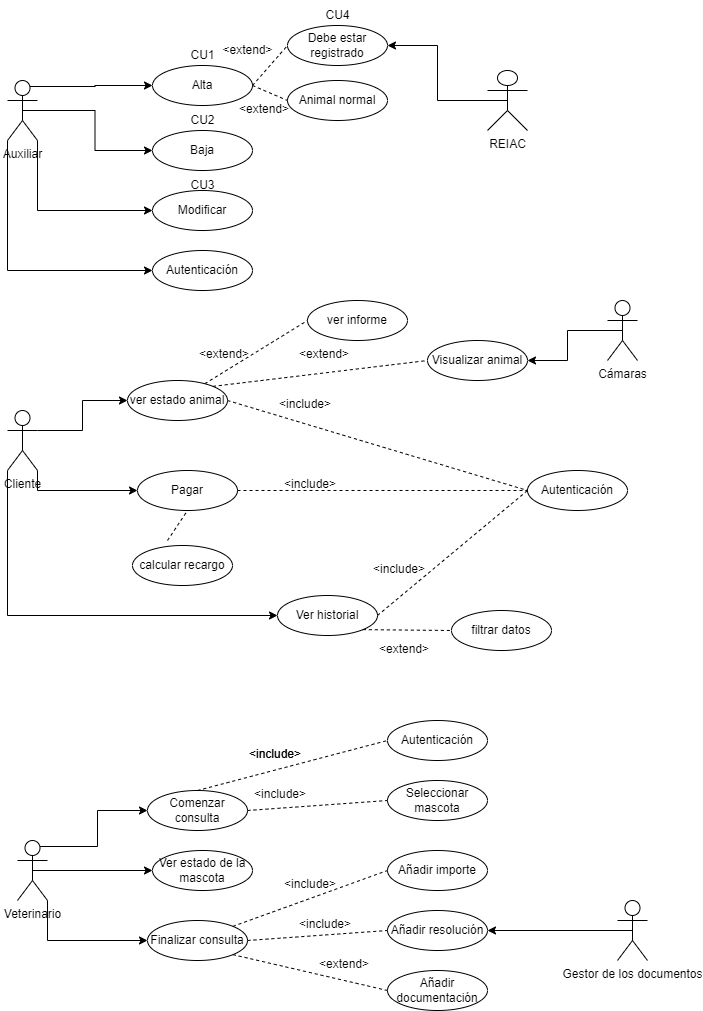 CU4
<extend>
Debe estar
registrado
CU1
Alta
<extend>
Animal normal
REIAC
CU2
Auxiliar
Baja
CU3
Modificar
Autenticación
ver informe
<extend>
<extend>
Visualizar animal
Cámaras
ver estado animal
<include>
Cliente
Pagar
<include>
Autenticación
calcular recargo
<include>
Ver historial
filtrar datos
<extend>
Autenticación
<include>
Comenzar
consulta
<include>
Seleccionar
mascota
Ver estado de la
mascota
Añadir importe
<include>
Veterinario
<include>
Finalizar consulta
Añadir resolución
<extend>
Gestor de los documentos
Añadir
documentación